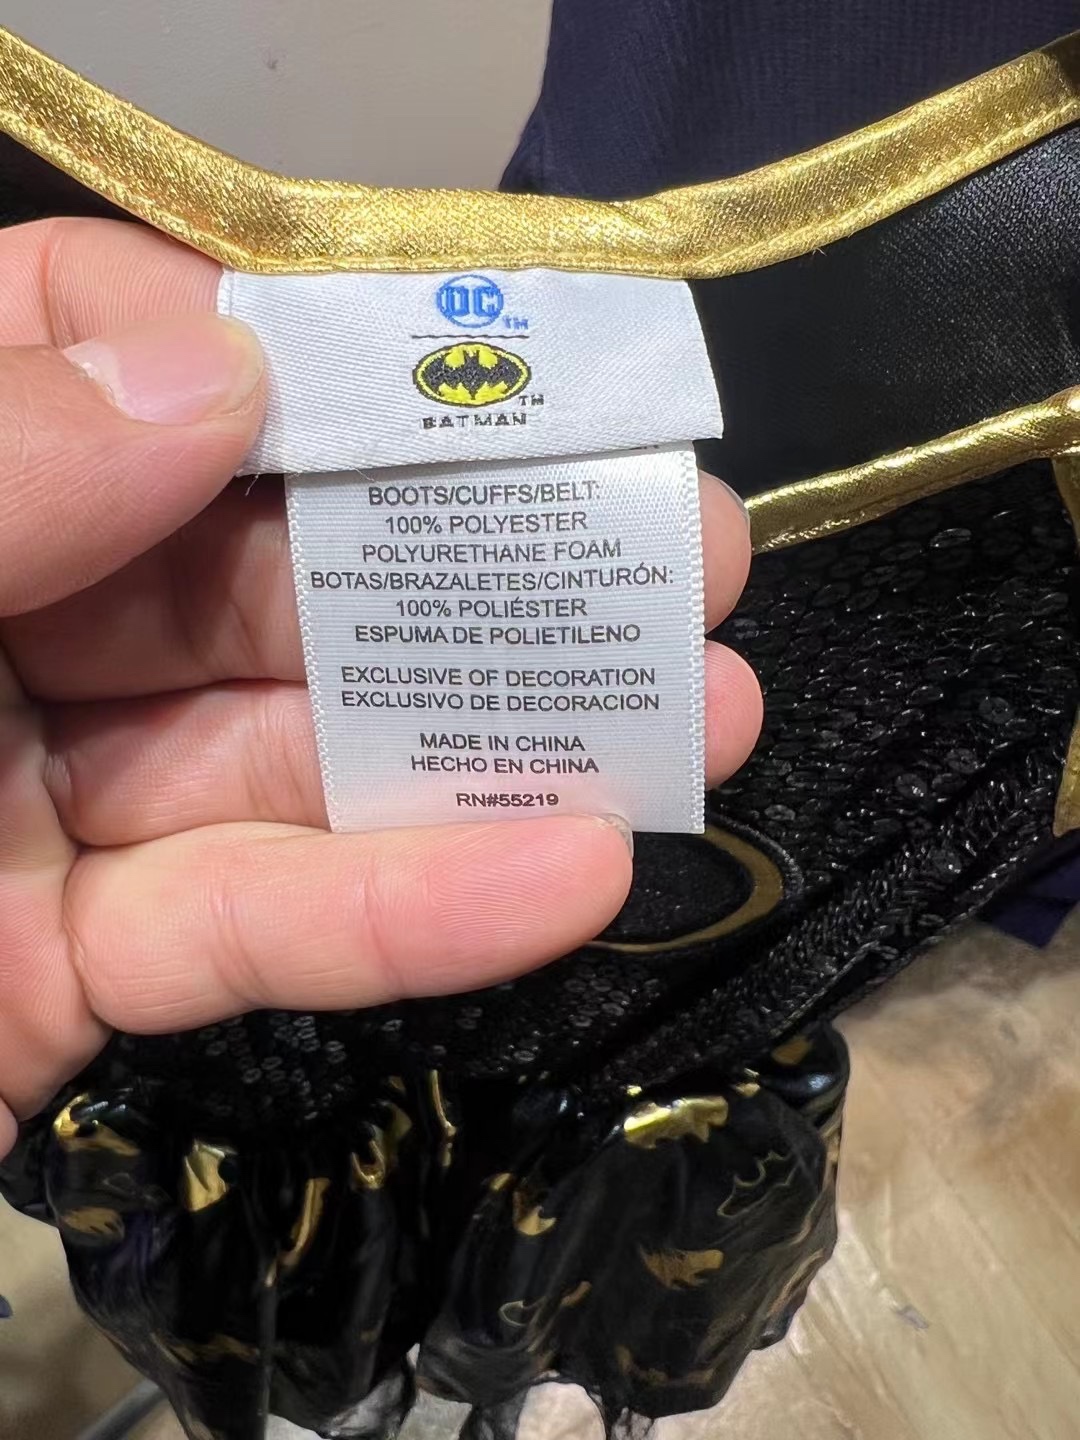 DC TM
TM
BATMAN
BOOTS/CUFFS/BELT:
100% POLYESTER
POLYURETHANE FOAM
BOTAS/BRAZALETES/CINTURÓN:
100% POLIÉSTER
ESPUMA DE POLIETILENO
EXCLUSIVE OF DECORATION
EXCLUSIVO DE DECORACION
MADE IN CHINA
HECHO EN CHINA
RN#55219